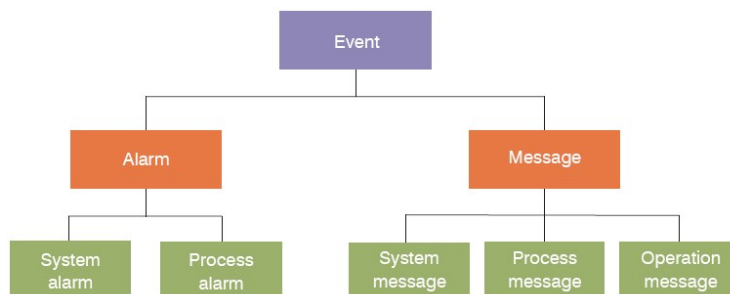 Event
Alarm
Message
System
alarm
Process
alarm
System
message
Process
message
Operation
message